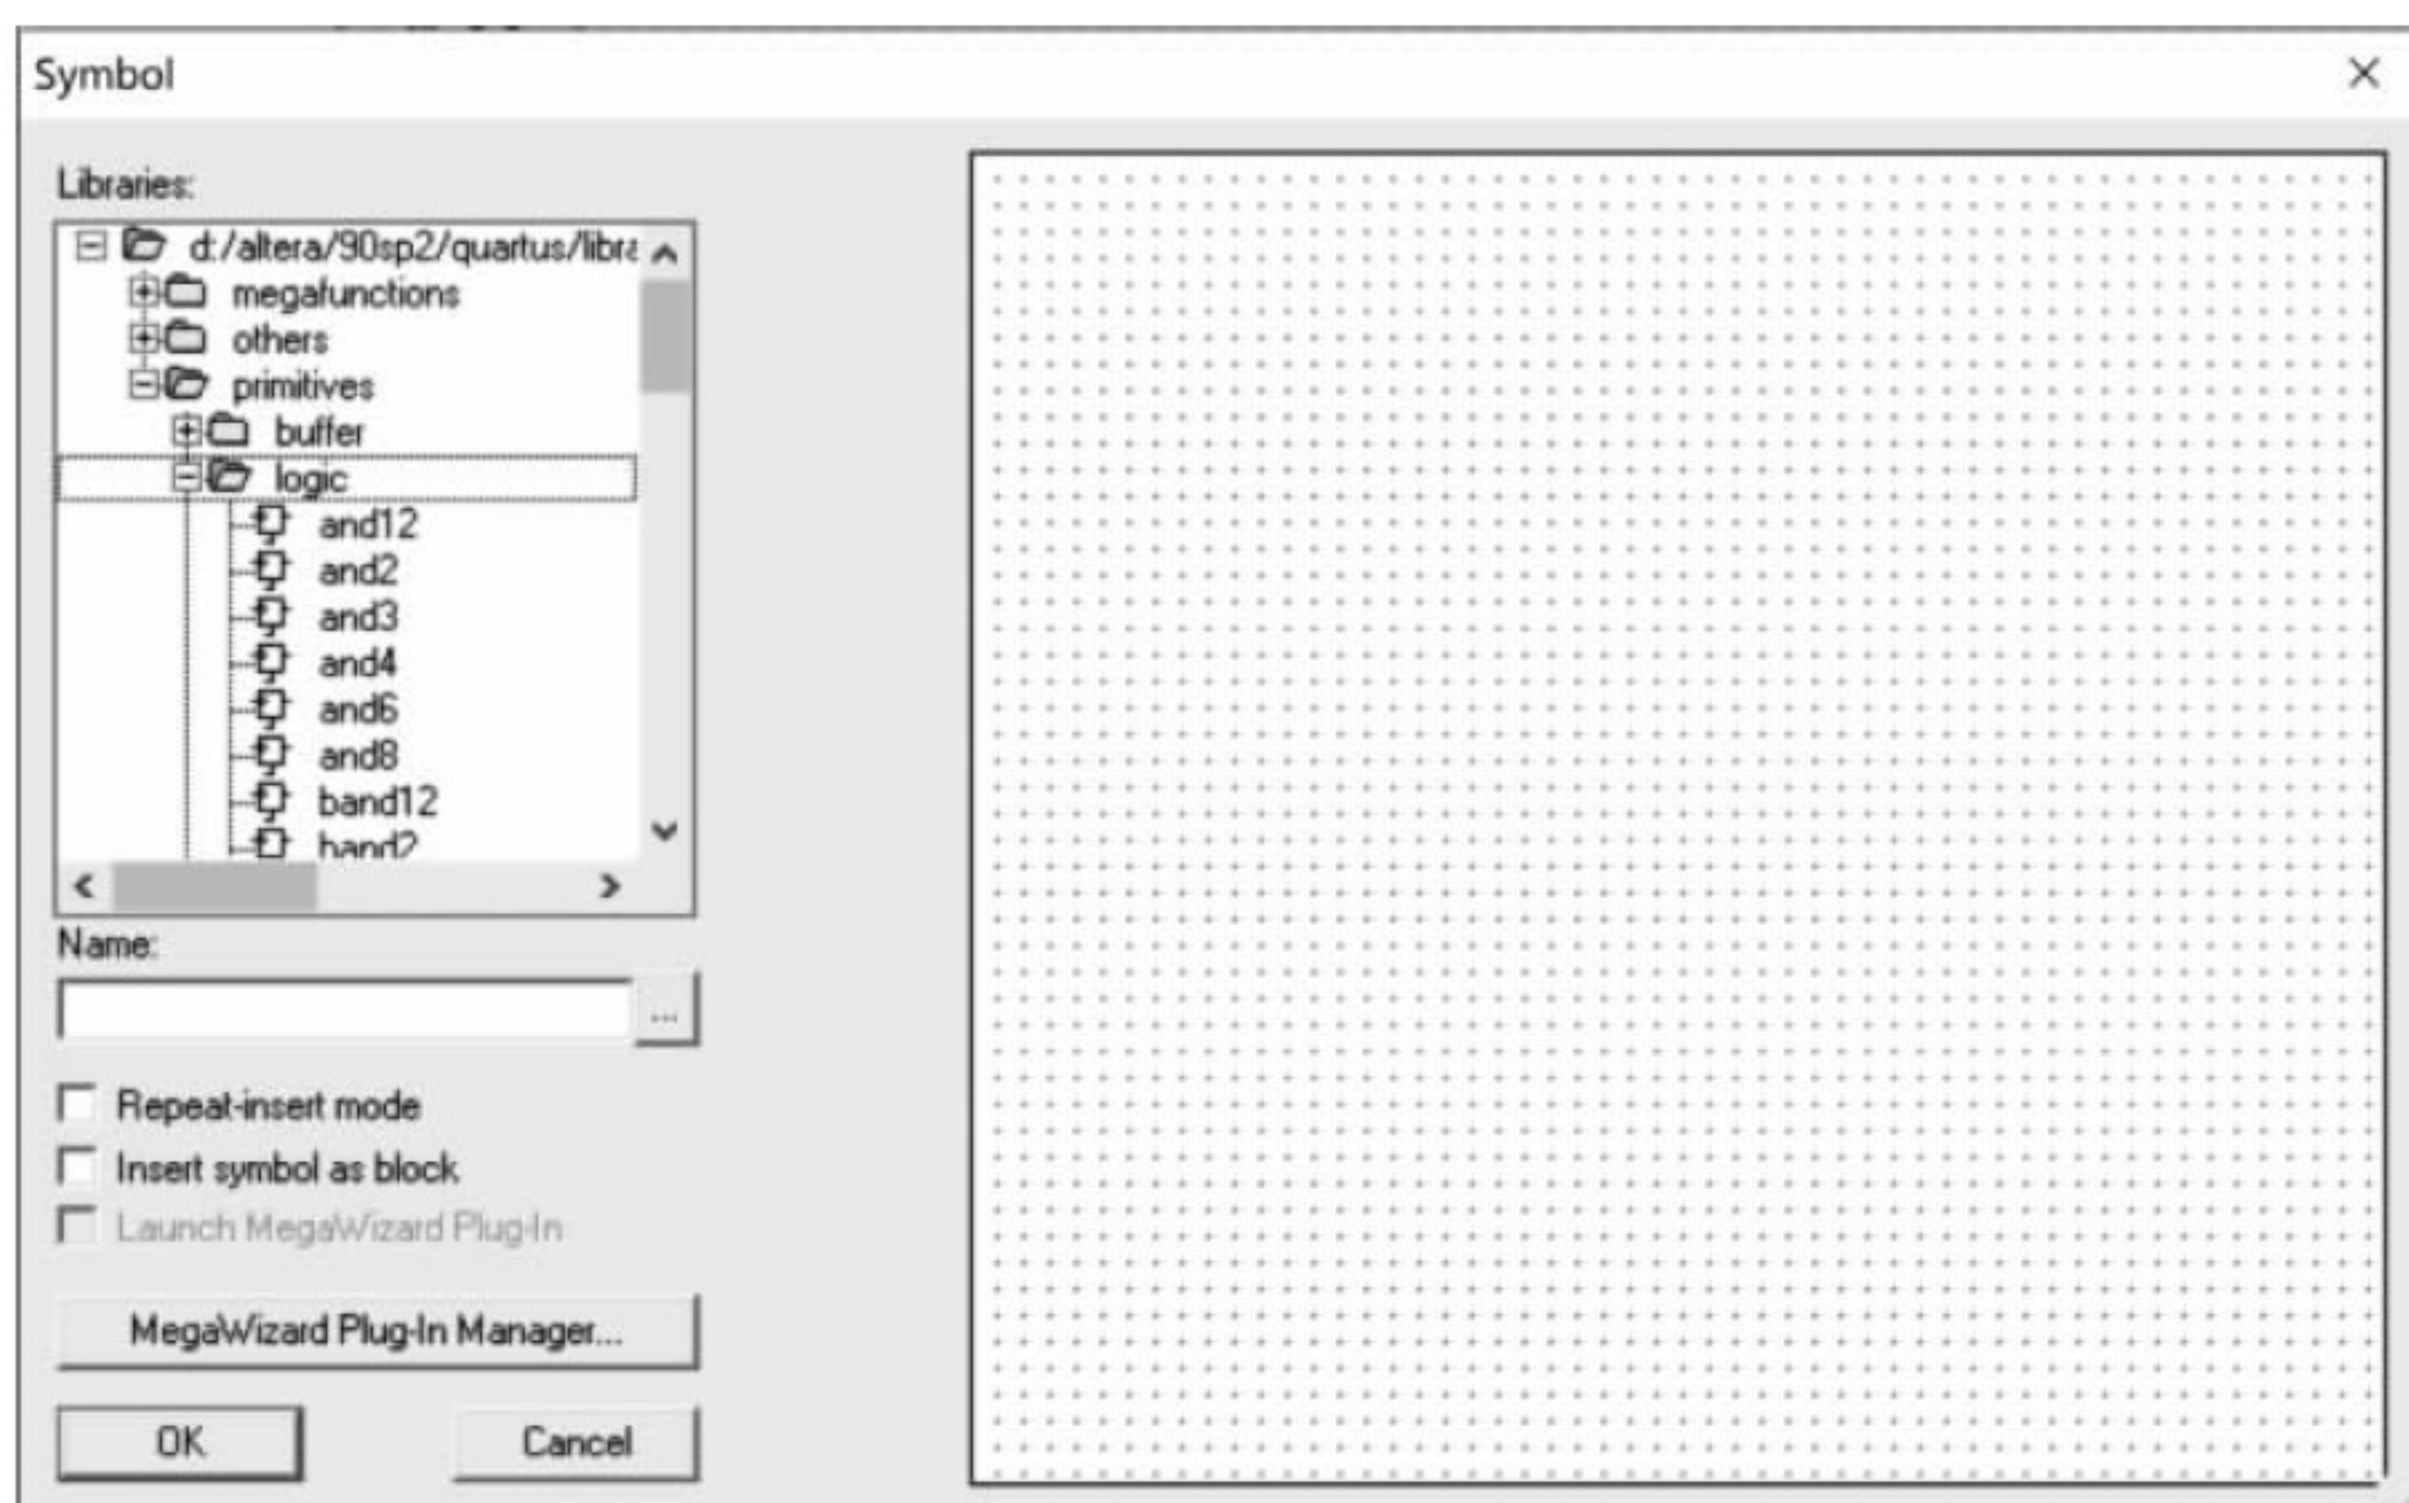 Symbol
Libraries:
d:/altera/90sp2/quartus/libra
megafunctions
others
primitives
buffer
logic
and12
and2
and3
and4
and6
and8
band12
band2
Name:
...
Repeat-insert mode
Insert symbol as block
Launch MegaWizard Plug-In
MegaWizard Plug-In Manager...
OK
Cancel